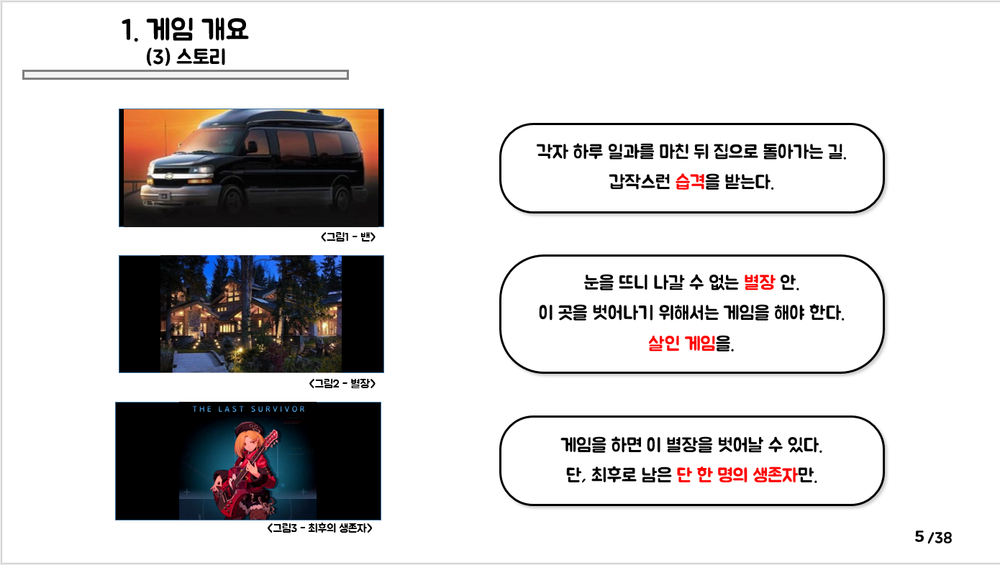 1. 게임 개요
(3) 스토리
<그림1 - 밴>
각자 하루 일과를 마친 뒤 집으로 돌아가는 길.
갑작스런 습격을 받는다.
<그림2 - 별장>
눈을 뜨니 나갈 수 없는 별장 안.
이 곳을 벗어나기 위해서는 게임을 해야 한다.
살인 게임을.
THE LAST SURVIVOR
<그림3 - 최후의 생존자>
게임을 하면 이 별장을 벗어날 수 있다.
단, 최후로 남은 단 한 명의 생존자만.
5 /38